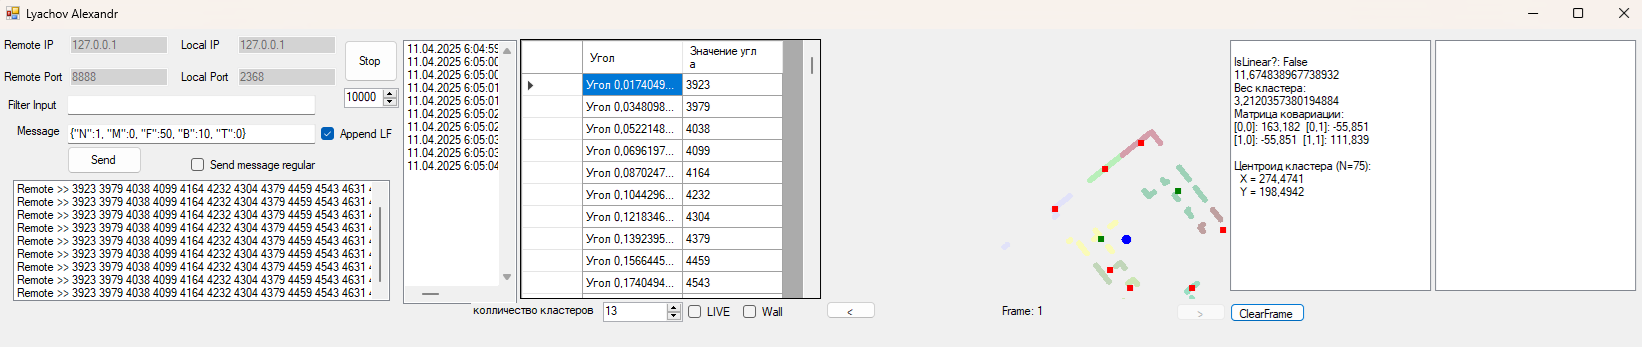 Lyachov Alexandr
Remote IP 127.0.0.1 Local IP 127.0.0.1
Remote Port 8888 Local Port 2368
Stop
10000
Filter Input
Message {"N":1, "M":0, "F":50, "B":10, "T":0} Append LF
Send Send message regular
Remote >> 3923 3979 4038 4099 4164 4232 4304 4379 4459 4543 4631
Remote >> 3923 3979 4038 4099 4164 4232 4304 4379 4459 4543 4631
Remote >> 3923 3979 4038 4099 4164 4232 4304 4379 4459 4543 4631
Remote >> 3923 3979 4038 4099 4164 4232 4304 4379 4459 4543 4631
Remote >> 3923 3979 4038 4099 4164 4232 4304 4379 4459 4543 4631
Remote >> 3923 3979 4038 4099 4164 4232 4304 4379 4459 4543 4631
Remote >> 3923 3979 4038 4099 4164 4232 4304 4379 4459 4543 4631
Remote >> 3923 3979 4038 4099 4164 4232 4304 4379 4459 4543 4631
Remote >> 3923 3979 4038 4099 4164 4232 4304 4379 4459 4543 4631
11.04.2025 6:04:59
11.04.2025 6:05:00
11.04.2025 6:05:00
11.04.2025 6:05:01
11.04.2025 6:05:01
11.04.2025 6:05:02
11.04.2025 6:05:02
11.04.2025 6:05:03
11.04.2025 6:05:03
11.04.2025 6:05:04
Угол Значение угл
а
Угол 0,0174049... 3923
Угол 0,0348098... 3979
Угол 0,0522148... 4038
Угол 0,0696197... 4099
Угол 0,0870247... 4164
Угол 0,1044296... 4232
Угол 0,1218346... 4304
Угол 0,1392395... 4379
Угол 0,1566445... 4459
Угол 0,1740494... 4543
колличество кластеров 13 LIVE Wall < Frame: 1 > ClearFrame
IsLinear?: False
11,674838967738932
Вес кластера:
3,2120357380194884
Матрица ковариации:
[0,0]: 163,182 [0,1]: -55,851
[1,0]: -55,851 [1,1]: 111,839
Центроид кластера (N=75):
X = 274,4741
Y = 198,4942